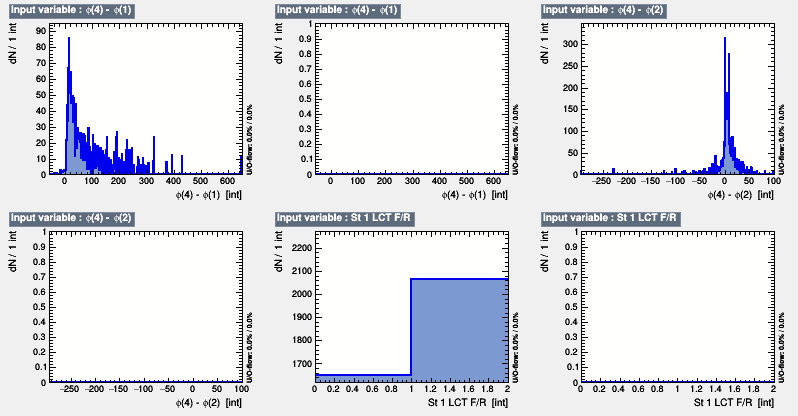 Input variable : φ(4) - φ(1)
dN / 1 int
90
80
70
60
50
40
30
20
10
0
0 100 200 300 400 500 600
φ(4) - φ(1) [int]
U/O-flow: 0.0% / 0.0%
Input variable : φ(4) - φ(1)
dN / 1 int
1
0.9
0.8
0.7
0.6
0.5
0.4
0.3
0.2
0.1
0
0 100 200 300 400 500 600
φ(4) - φ(1) [int]
U/O-flow: 0.0% / 0.0%
Input variable : φ(4) - φ(2)
dN / 1 int
300
250
200
150
100
50
0
−250 −200 −150 −100 −50 0 50 100
φ(4) - φ(2) [int]
U/O-flow: 0.0% / 0.0%
Input variable : φ(4) - φ(2)
dN / 1 int
1
0.9
0.8
0.7
0.6
0.5
0.4
0.3
0.2
0.1
0
−250 −200 −150 −100 −50 0 50 100
φ(4) - φ(2) [int]
U/O-flow: 0.0% / 0.0%
Input variable : St 1 LCT F/R
dN / 1 int
2200
2100
2000
1900
1800
1700
0 0.2 0.4 0.6 0.8 1 1.2 1.4 1.6 1.8 2
St 1 LCT F/R [int]
U/O-flow: 0.0% / 0.0%
Input variable : St 1 LCT F/R
dN / 1 int
1
0.9
0.8
0.7
0.6
0.5
0.4
0.3
0.2
0.1
0
0 0.2 0.4 0.6 0.8 1 1.2 1.4 1.6 1.8 2
St 1 LCT F/R [int]
U/O-flow: 0.0% / 0.0%